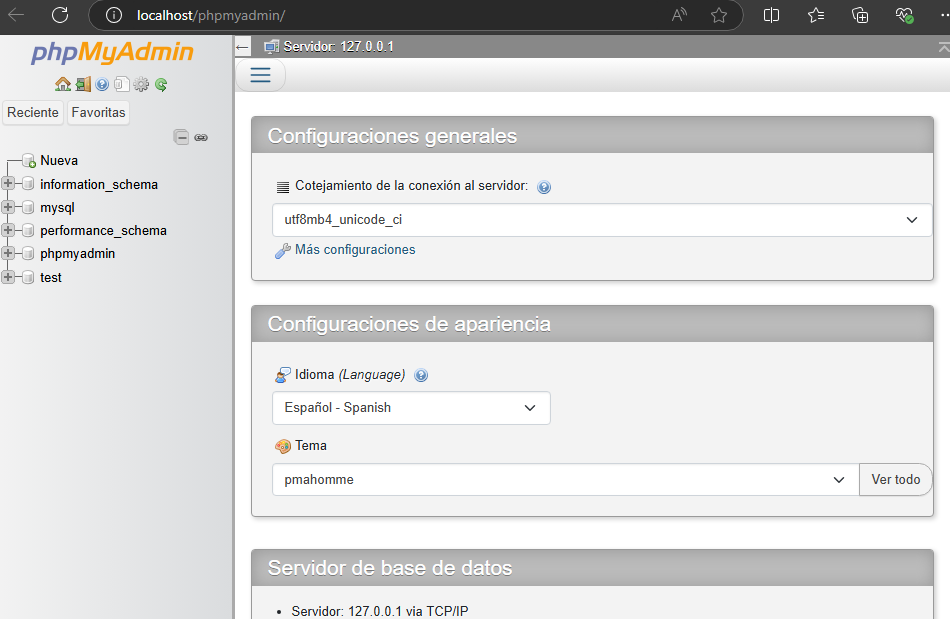 localhost/phpmyadmin/
phpMyAdmin
Servidor: 127.0.0.1
Reciente
Favoritas
Nueva
information_schema
mysql
performance_schema
phpmyadmin
test
Configuraciones generales
Cotejamiento de la conexión al servidor:
utf8mb4_unicode_ci
Más configuraciones
Configuraciones de apariencia
Idioma (Language)
Español - Spanish
Tema
pmahomme
Ver todo
Servidor de base de datos
• Servidor: 127.0.0.1 via TCP/IP